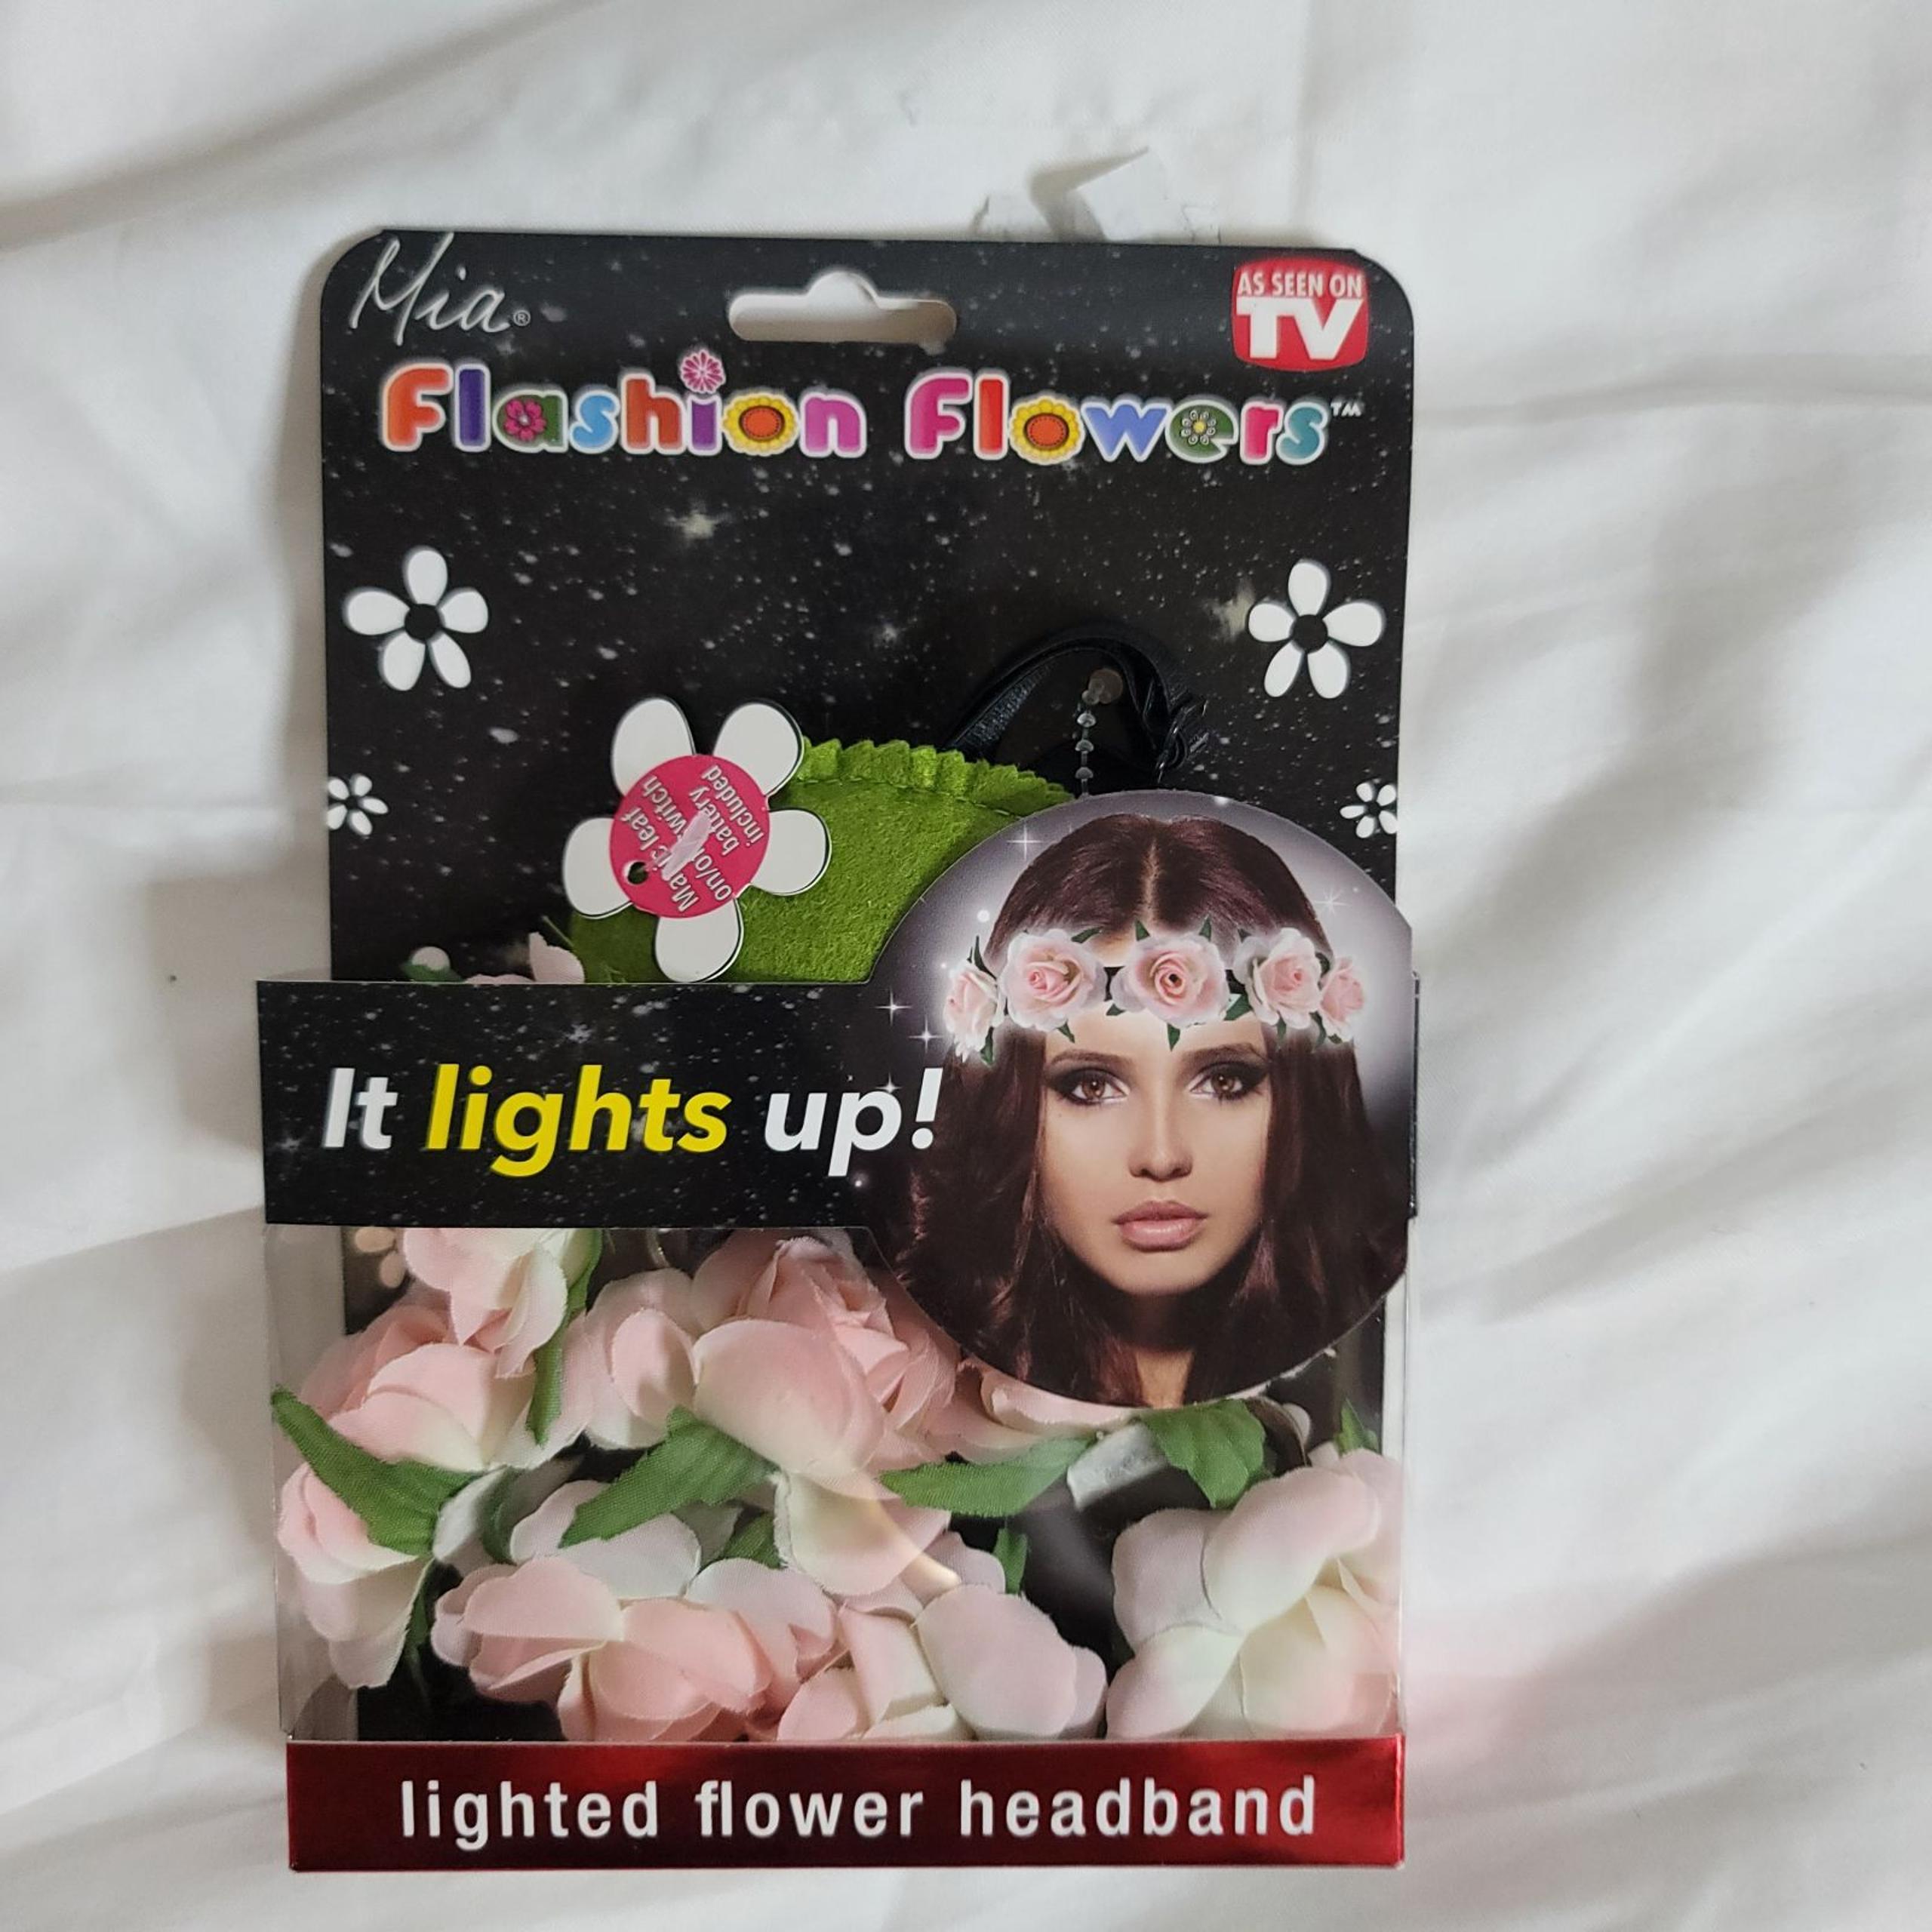 Mia®
AS SEEN ON
TV
Flashion Flowers™
on/off switch
battery
included
It lights up!
lighted flower headband